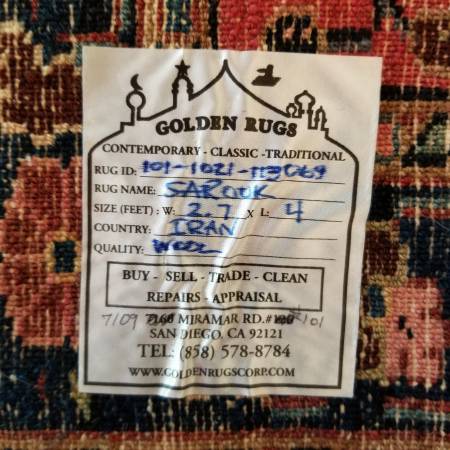 GOLDEN RUGS
CONTEMPORARY - CLASSIC - TRADITIONAL
RUG ID: 101-1021-113069
RUG NAME: SAROUK
SIZE (FEET) : W: 2.7 X L: 4
COUNTRY: IRAN
QUALITY: WOOL
BUY - SELL - TRADE - CLEAN
REPAIRS - APPRAISAL
7109 7160 MIRAMAR RD. 101
SAN DIEGO, CA 92121
TEL: (858) 578-8784
WWW.GOLDENRUGSCORP.COM